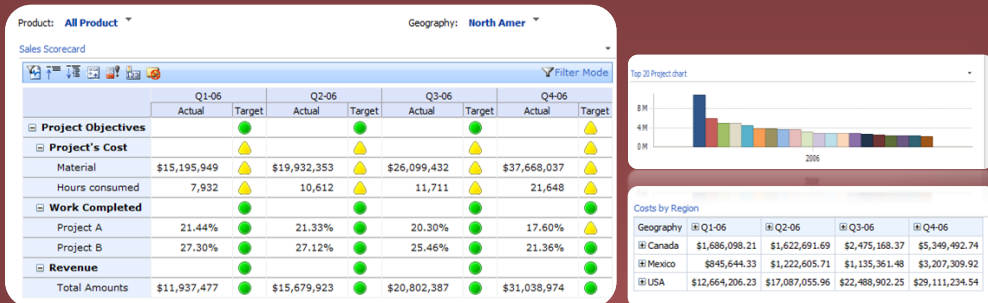 Product: All Product Geography: North Amer
Sales Scorecard
Filter Mode
Q1-06 Q2-06 Q3-06 Q4-06
Actual Target Actual Target Actual Target Actual Target
Project Objectives
Project's Cost
Material $15,195,949 $19,932,353 $26,099,432 $37,668,037
Hours consumed 7,932 10,612 11,711 21,648
Work Completed
Project A 21.44% 21.33% 20.30% 17.60%
Project B 27.30% 27.12% 25.46% 21.36%
Revenue
Total Amounts $11,937,477 $15,679,923 $20,802,387 $31,038,974
Top 20 Project chart
8 M
4 M
0 M
2006
Costs by Region
Geography Q1-06 Q2-06 Q3-06 Q4-06
Canada $1,686,098.21 $1,622,691.69 $2,475,168.37 $5,349,492.74
Mexico $845,644.33 $1,222,605.71 $1,135,361.48 $3,207,309.92
USA $12,664,206.23 $17,087,055.96 $22,488,902.25 $29,111,234.54